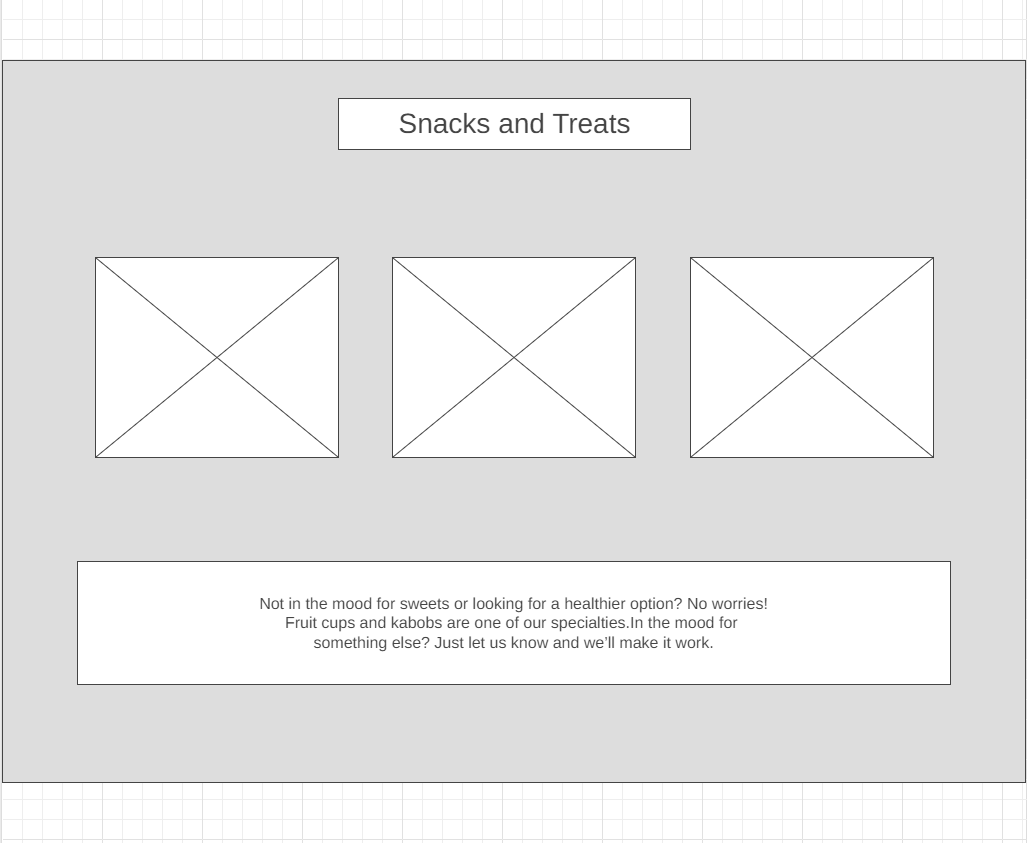 Snacks and Treats
Not in the mood for sweets or looking for a healthier option? No worries!
Fruit cups and kabobs are one of our specialties.In the mood for
something else? Just let us know and we’ll make it work.